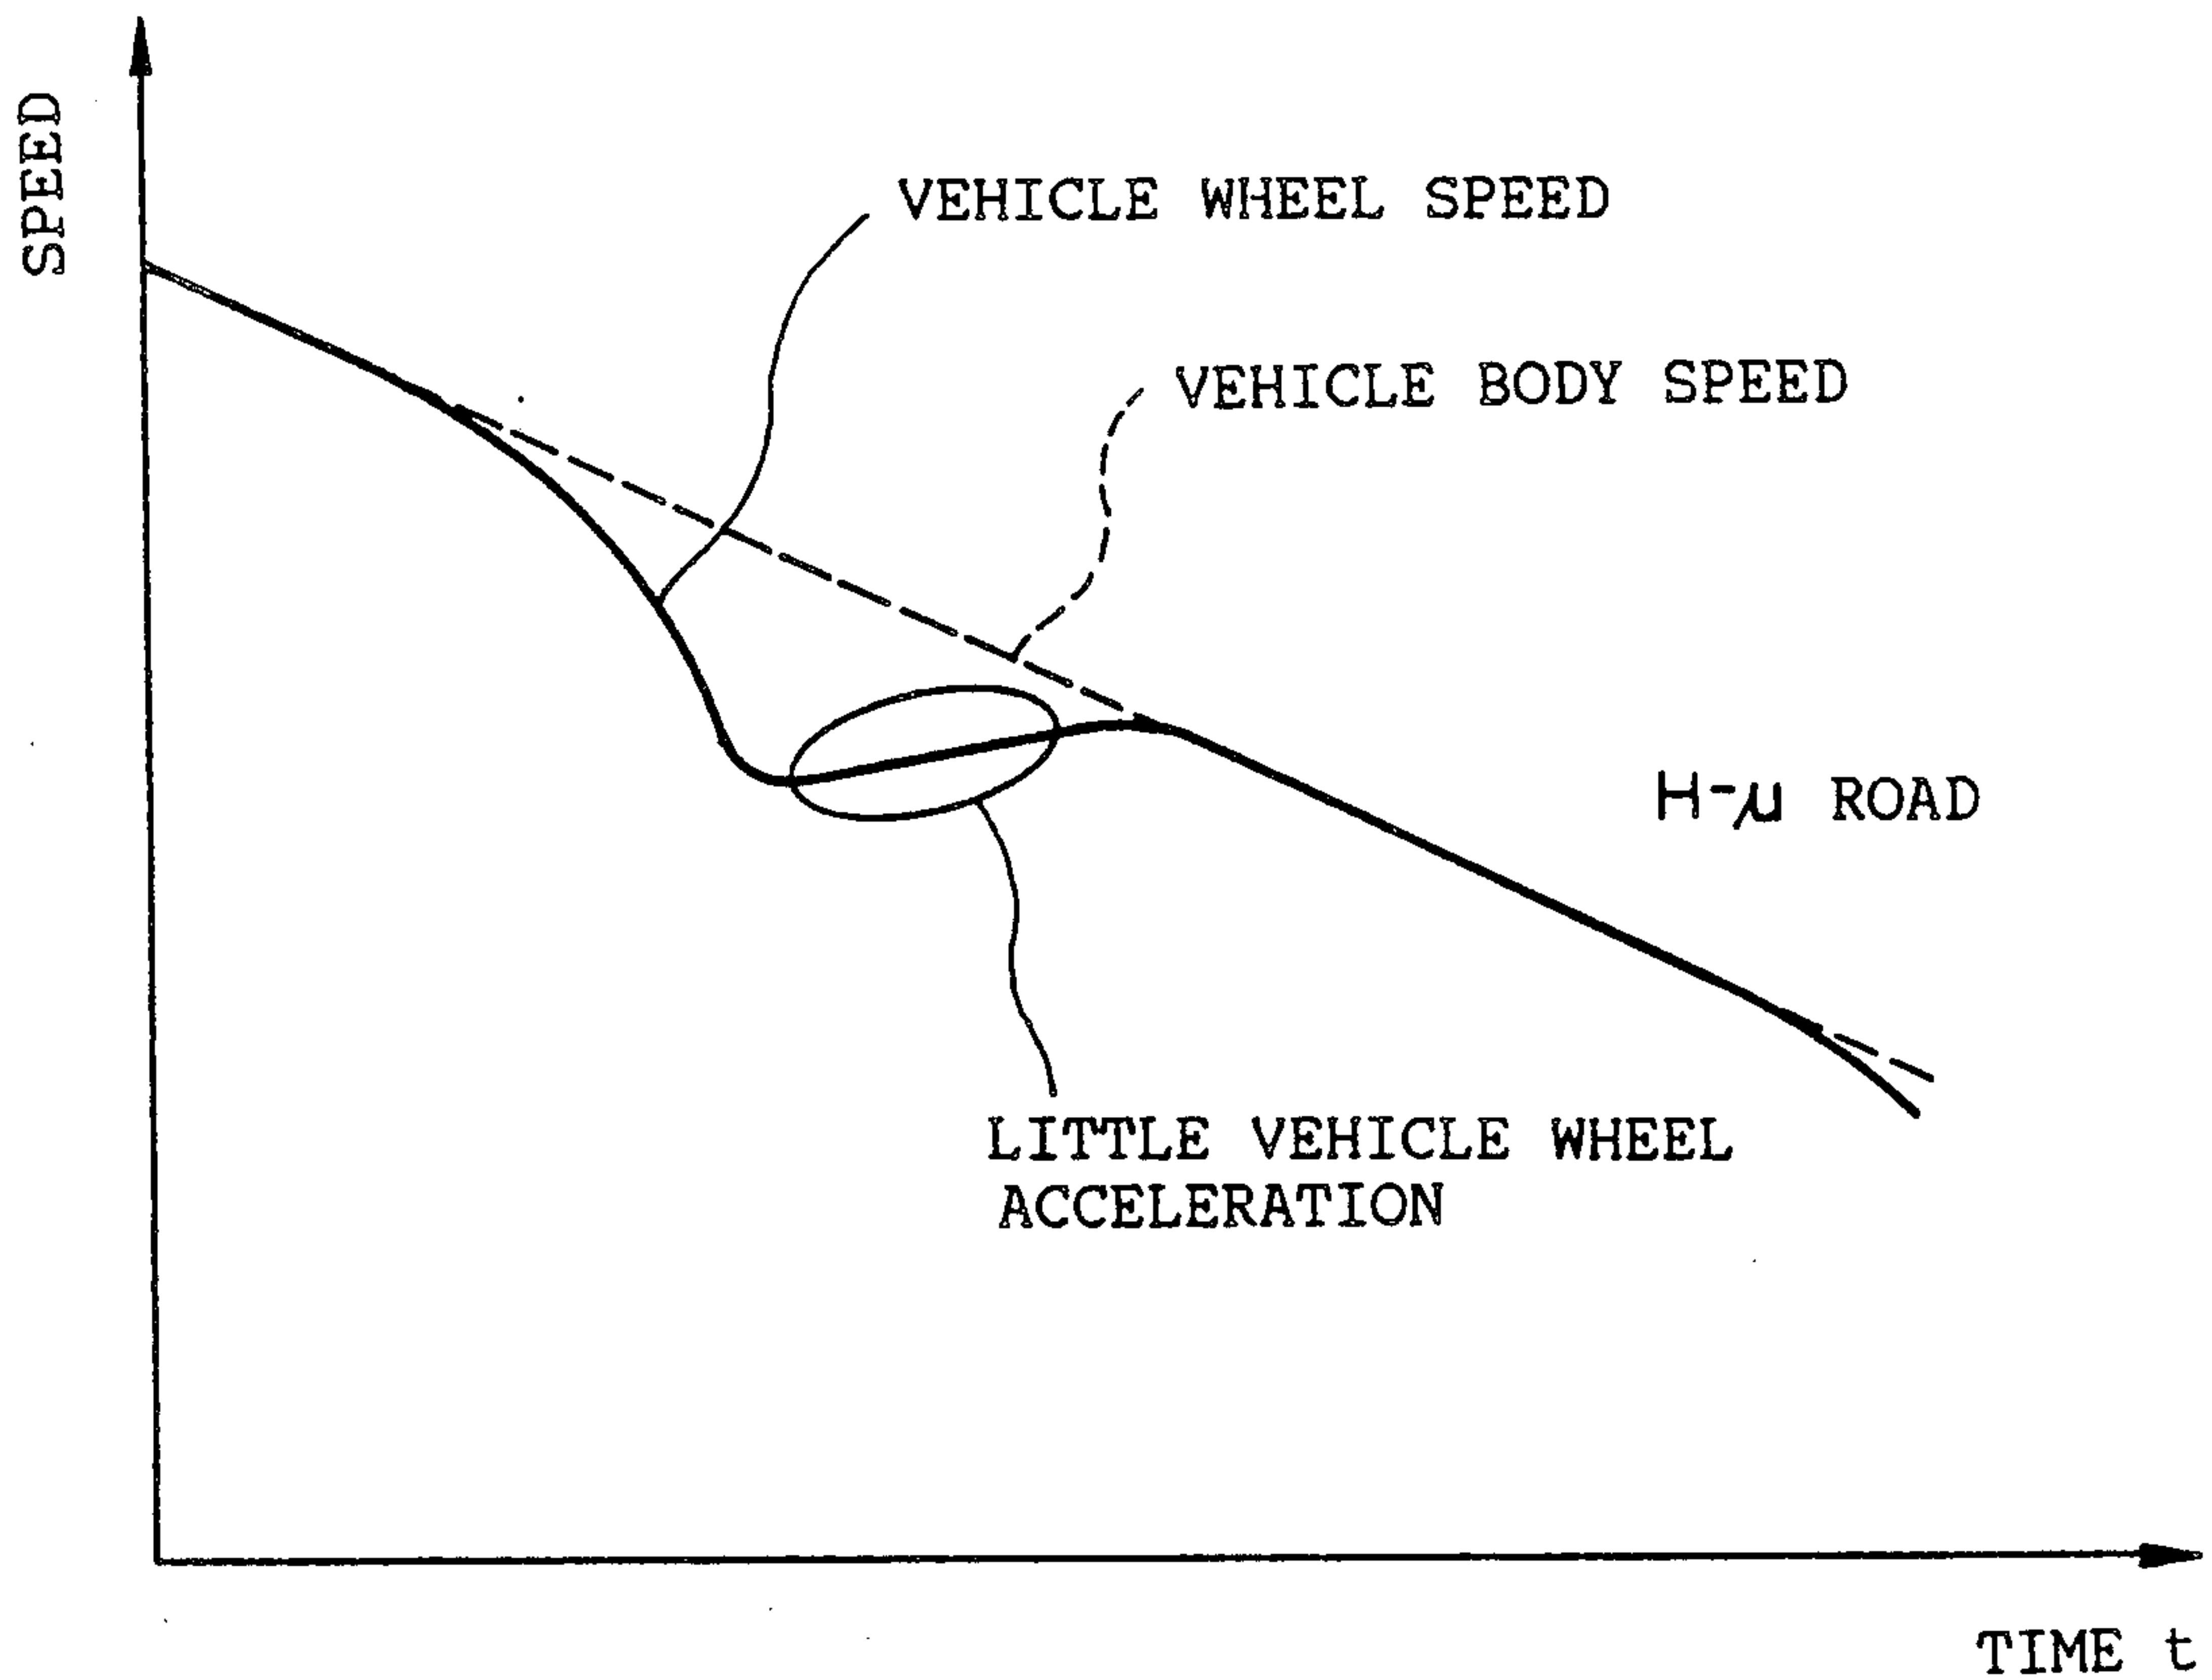 SPEED
VEHICLE WHEEL SPEED
VEHICLE BODY SPEED
H-μ ROAD
LITTLE VEHICLE WHEEL
ACCELERATION
TIME t